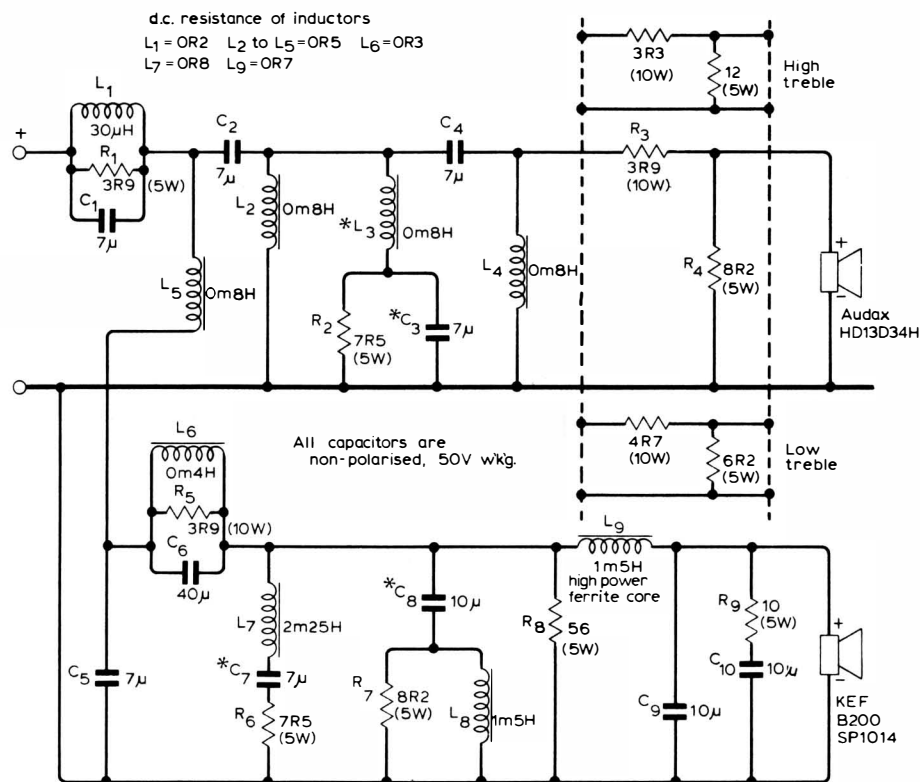 d.c. resistance of inductors
L1 = 0R2 L2 to L5=0R5 L6=0R3
L7=0R8 L9=0R7
L1
30μH
R1
3R9
(5W)
C1
7μ
+
C2
7μ
L2
0m8H
*L3
0m8H
C4
7μ
L4
0m8H
L5
0m8H
R2
7R5
(5W)
*C3
7μ
3R3
(10W)
12
(5W)
High
treble
R3
3R9
(10W)
R4
8R2
(5W)
+
−
Audax
HD13D34H
L6
0m4H
R5
3R9
(10W)
C6
40μ
All capacitors are
non-polarised, 50V w'kg.
4R7
(10W)
6R2
(5W)
Low
treble
L9
1m5H
high power
ferrite core
C5
7μ
L7
2m25H
*C7
7μ
R6
7R5
(5W)
*C8
10μ
R7
8R2
(5W)
L8
1m5H
R8
56
(5W)
C9
10μ
R9
10
(5W)
C10
10μ
+
−
KEF
B200
SP1014